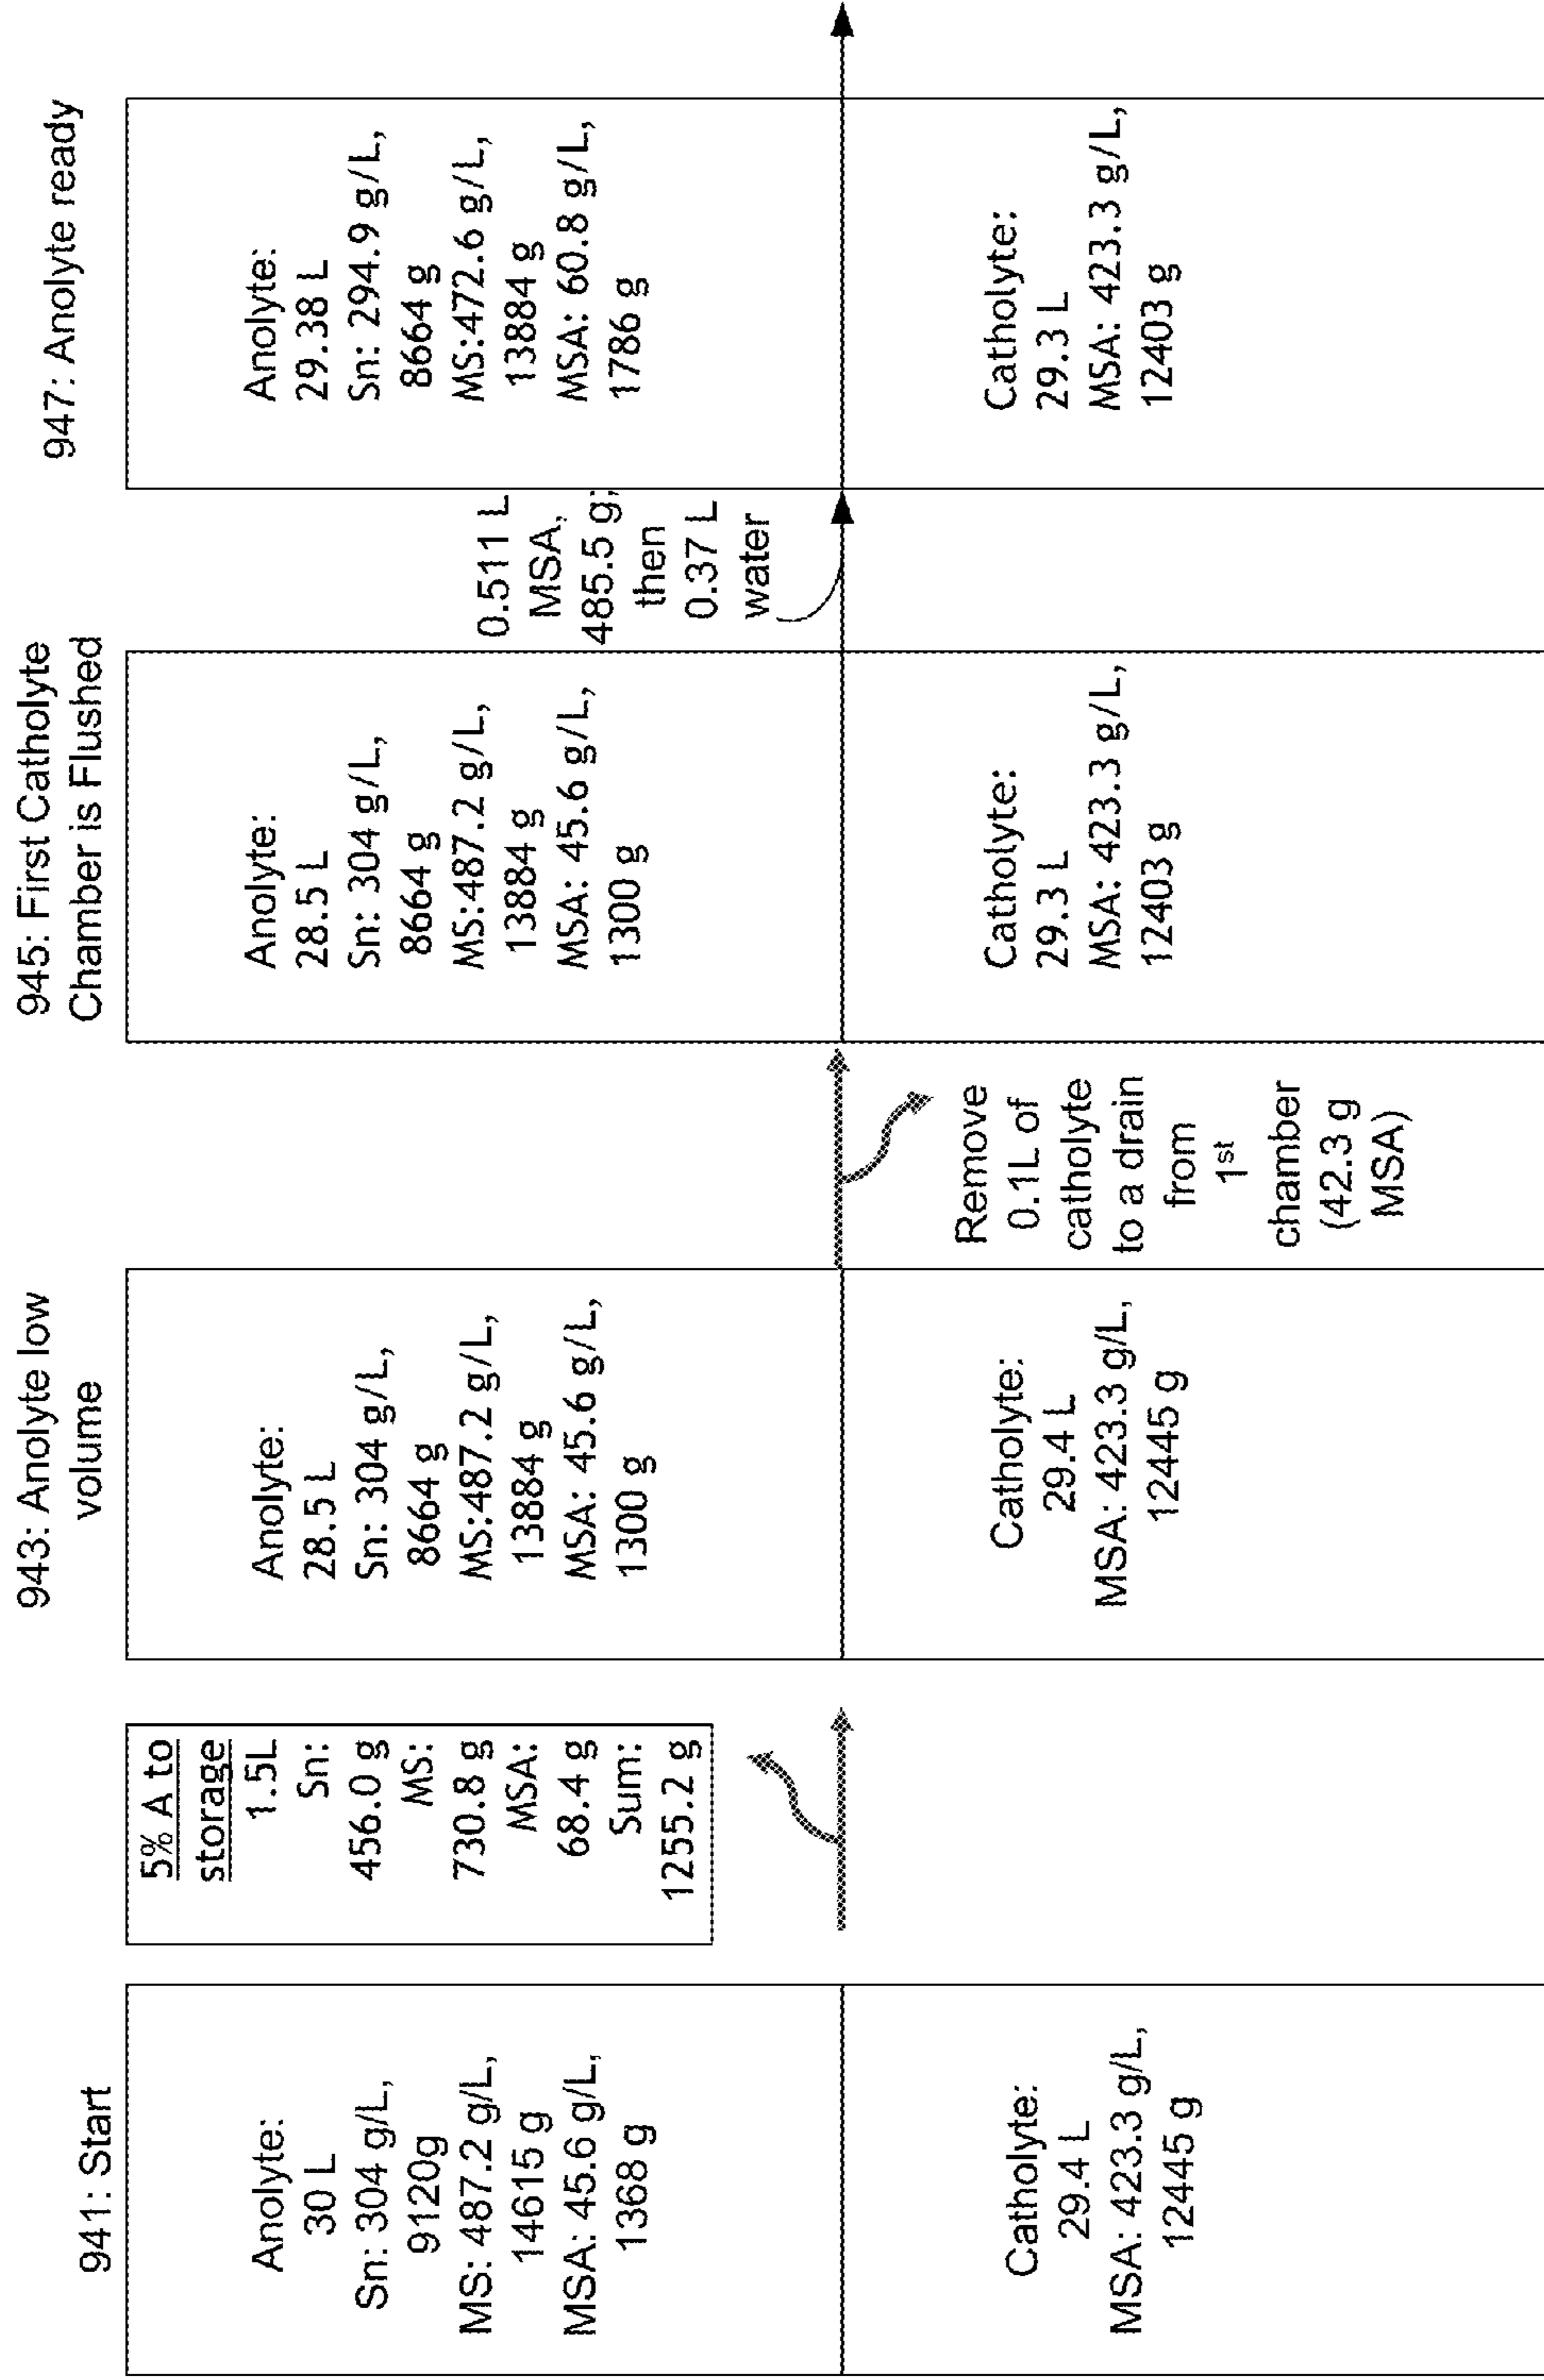 941: Start
Anolyte:
30 L
Sn: 304 g/L,
9120g
MS: 487.2 g/L,
14615 g
MSA: 45.6 g/L,
1368 g
Catholyte:
29.4 L
MSA: 423.3 g/L,
12445 g
5% A to
storage
1.5L
Sn:
456.0 g
MS:
730.8 g
MSA:
68.4 g
Sum:
1255.2 g
943: Anolyte low
volume
Anolyte:
28.5 L
Sn: 304 g/L,
8664 g
MS:487.2 g/L,
13884 g
MSA: 45.6 g/L,
1300 g
Catholyte:
29.4 L
MSA: 423.3 g/L,
12445 g
Remove
0.1L of
catholyte
to a drain
from
1st
chamber
(42.3 g
MSA)
945: First Catholyte
Chamber is Flushed
Anolyte:
28.5 L
Sn: 304 g/L,
8664 g
MS:487.2 g/L,
13884 g
MSA: 45.6 g/L,
1300 g
Catholyte:
29.3 L
MSA: 423.3 g/L,
12403 g
0.511 L
MSA,
485.5 g;
then
0.37 L
water
947: Anolyte ready
Anolyte:
29.38 L
Sn: 294.9 g/L,
8664 g
MS:472.6 g/L,
13884 g
MSA: 60.8 g/L,
1786 g
Catholyte:
29.3 L
MSA: 423.3 g/L,
12403 g